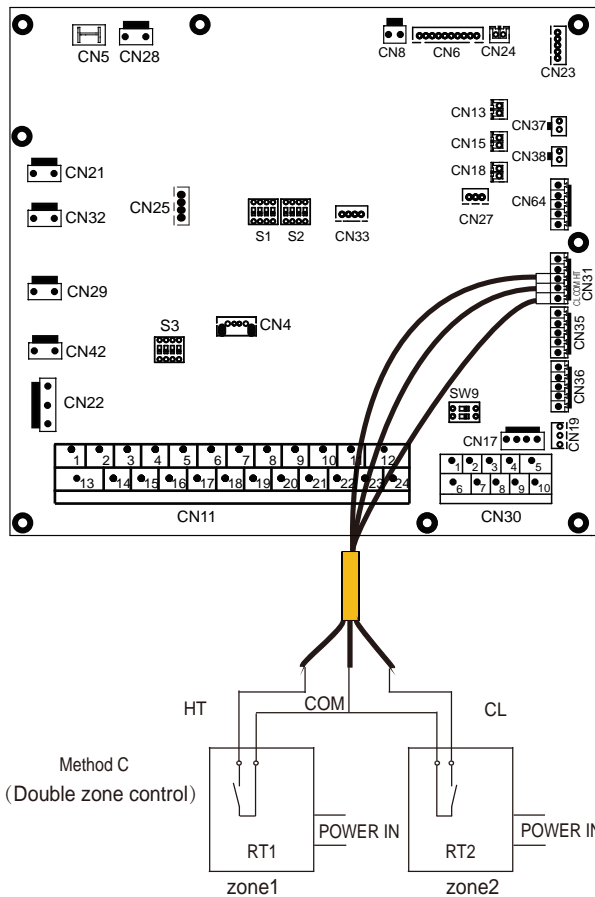 CN5
CN28
CN8
CN6
CN24
CN23
CN13
CN15
CN18
CN37
CN38
CN21
CN32
CN25
S1
S2
CN33
CN27
CN64
CN29
CL COM HT
CN31
CN42
S3
CN4
CN35
CN22
CN36
SW9
CN17
CN19
1 2 3 4 5 6 7 8 9 10 11 12
13 14 15 16 17 18 19 20 21 22 23 24
CN11
1 2 3 4 5
6 7 8 9 10
CN30
HT
COM
CL
Method C
（Double zone control）
POWER IN
POWER IN
RT1
RT2
zone1
zone2